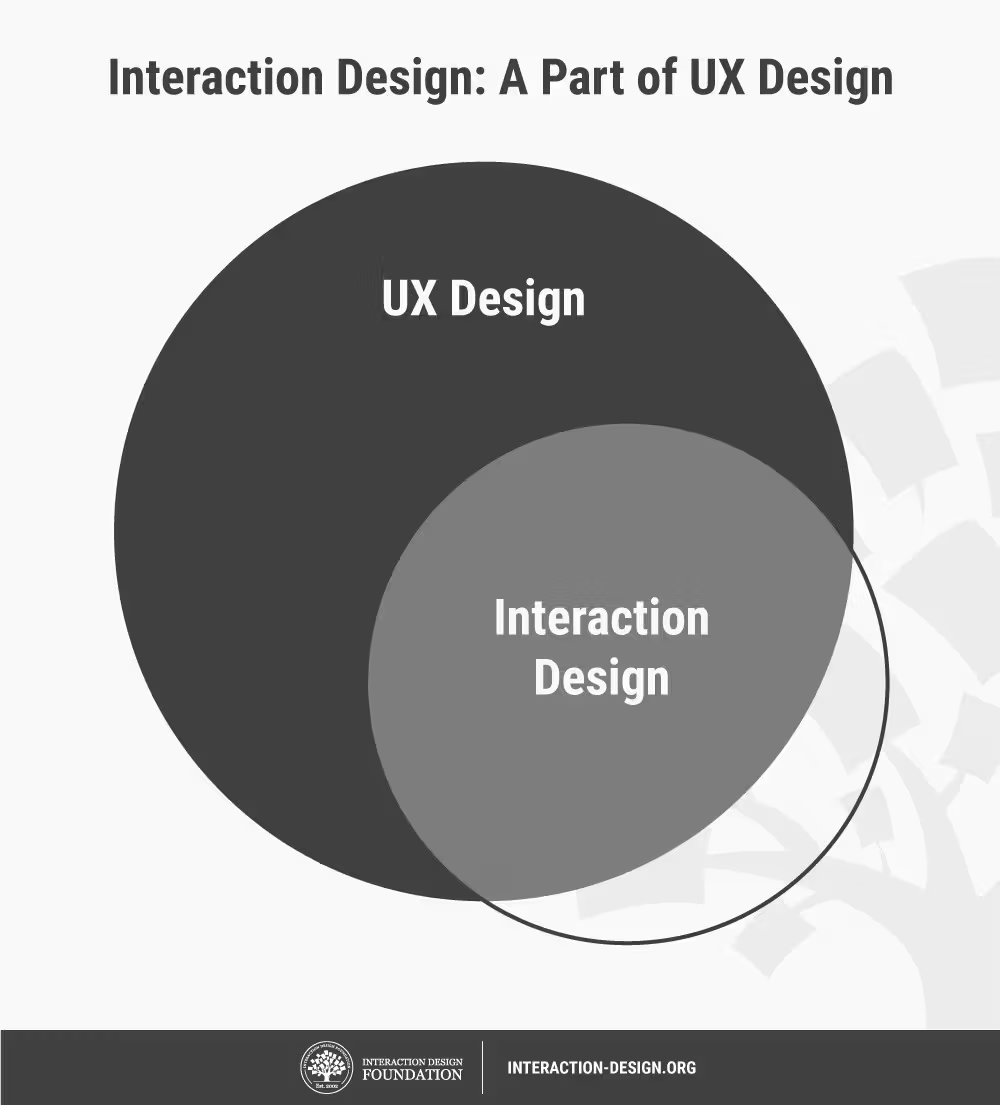 Interaction Design: A Part of UX Design
UX Design
Interaction
Design
INTERACTION DESIGN
FOUNDATION
Est. 2002
INTERACTION-DESIGN.ORG